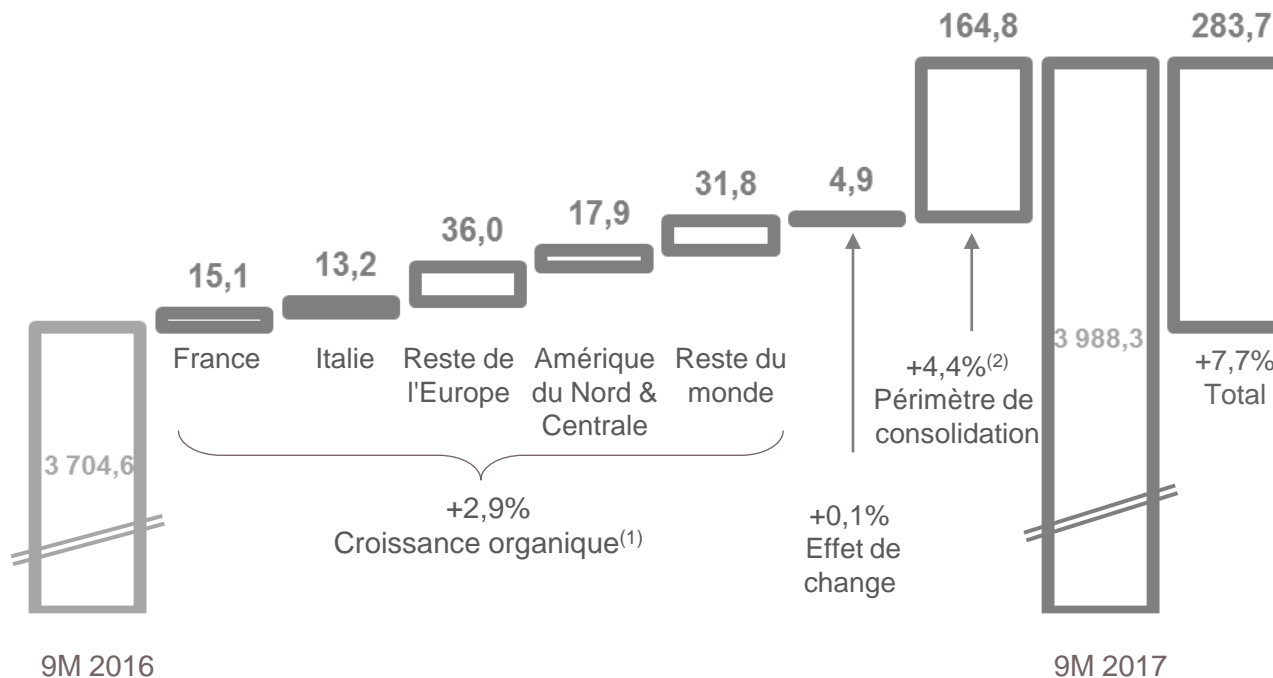 164,8
283,7
31,8
4,9
17,9
36,0
13,2
15,1
3 704,6
3 988,3
France
Italie
Reste de
l'Europe
Amérique
du Nord &
Centrale
Reste du
monde
+2,9%
Croissance organique(1)
+0,1%
Effet de
change
+4,4%(2)
Périmètre de
consolidation
+7,7%
Total
9M 2016
9M 2017